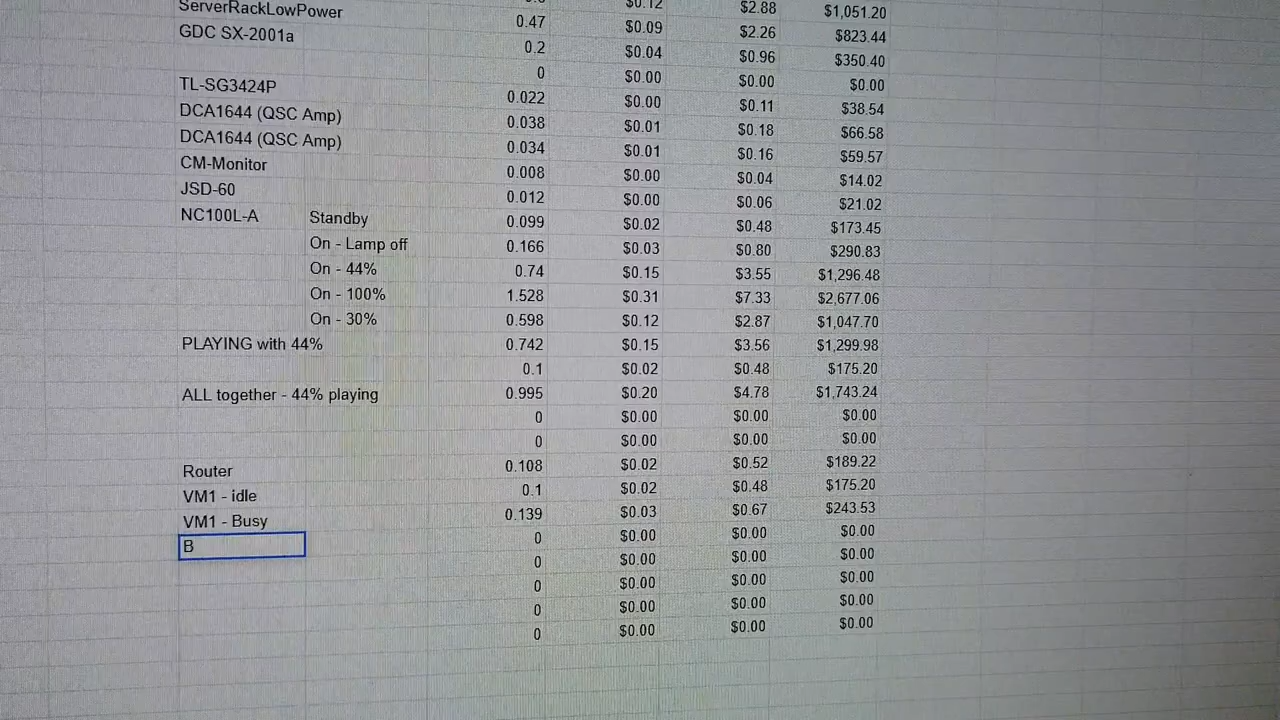 $0.12 $2.88 $1,051.20
ServerRackLowPower 0.47 $0.09 $2.26 $823.44
GDC SX-2001a 0.2 $0.04 $0.96 $350.40
0 $0.00 $0.00 $0.00
TL-SG3424P 0.022 $0.00 $0.11 $38.54
DCA1644 (QSC Amp) 0.038 $0.01 $0.18 $66.58
DCA1644 (QSC Amp) 0.034 $0.01 $0.16 $59.57
CM-Monitor 0.008 $0.00 $0.04 $14.02
JSD-60 0.012 $0.00 $0.06 $21.02
NC100L-A Standby 0.099 $0.02 $0.48 $173.45
On - Lamp off 0.166 $0.03 $0.80 $290.83
On - 44% 0.74 $0.15 $3.55 $1,296.48
On - 100% 1.528 $0.31 $7.33 $2,677.06
On - 30% 0.598 $0.12 $2.87 $1,047.70
PLAYING with 44% 0.742 $0.15 $3.56 $1,299.98
0.1 $0.02 $0.48 $175.20
ALL together - 44% playing 0.995 $0.20 $4.78 $1,743.24
0 $0.00 $0.00 $0.00
0 $0.00 $0.00 $0.00
Router 0.108 $0.02 $0.52 $189.22
VM1 - idle 0.1 $0.02 $0.48 $175.20
VM1 - Busy 0.139 $0.03 $0.67 $243.53
B 0 $0.00 $0.00 $0.00
0 $0.00 $0.00 $0.00
0 $0.00 $0.00 $0.00
0 $0.00 $0.00 $0.00
0 $0.00 $0.00 $0.00